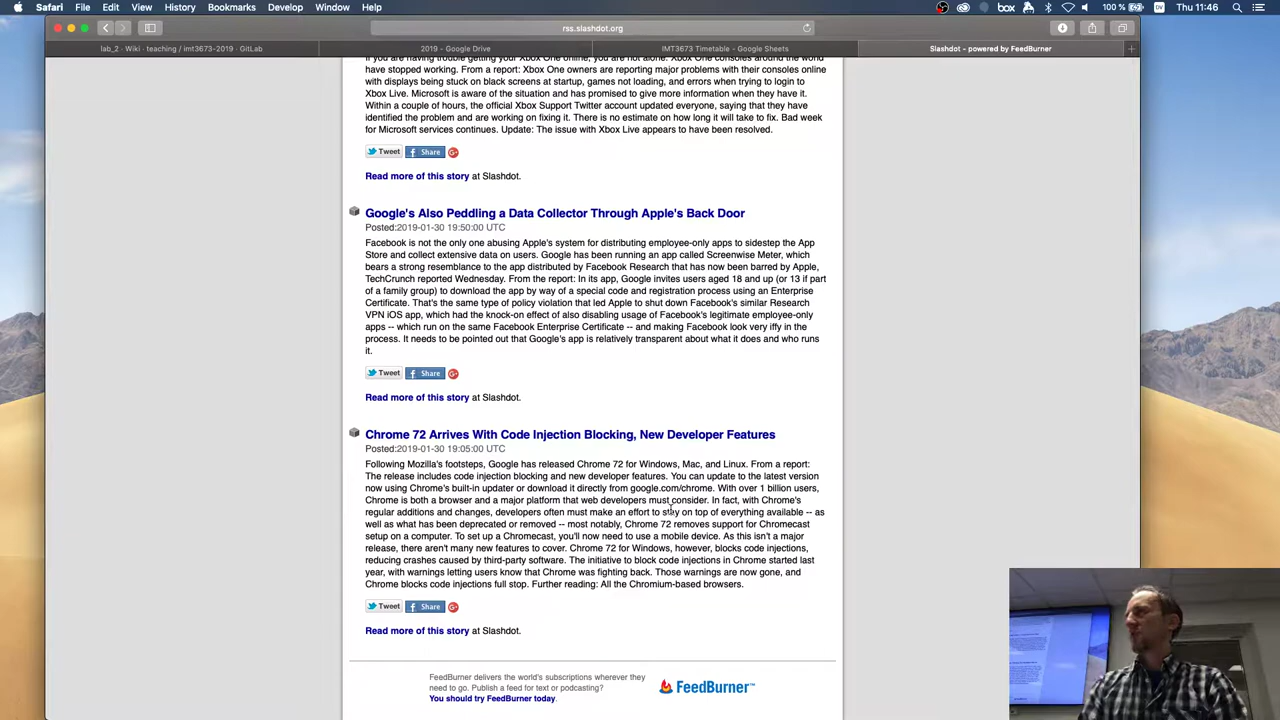 Safari File Edit View History Bookmarks Develop Window Help
Thu 11:46
rss.slashdot.org
lab_2 · Wiki · teaching / imt3673-2019 · GitLab
2019 - Google Drive
IMT3673 Timetable - Google Sheets
Slashdot - powered by FeedBurner
If you are having trouble getting your Xbox One online, you are not alone. Xbox One consoles around the world
have stopped working. From a report: Xbox One owners are reporting major problems with their consoles online
with displays being stuck on black screens at startup, games not loading, and errors when trying to login to
Xbox Live. Microsoft is aware of the situation and has promised to give more information when they have it.
Within a couple of hours, the official Xbox Support Twitter account updated everyone, saying that they have
identified the problem and are working on fixing it. There is no estimate on how long it will take to fix. Bad week
for Microsoft services continues. Update: The issue with Xbox Live appears to have been resolved.
Tweet Share
Read more of this story at Slashdot.
Google's Also Peddling a Data Collector Through Apple's Back Door
Posted:2019-01-30 19:50:00 UTC
Facebook is not the only one abusing Apple's system for distributing employee-only apps to sidestep the App
Store and collect extensive data on users. Google has been running an app called Screenwise Meter, which
bears a strong resemblance to the app distributed by Facebook Research that has now been barred by Apple,
TechCrunch reported Wednesday. From the report: In its app, Google invites users aged 18 and up (or 13 if part
of a family group) to download the app by way of a special code and registration process using an Enterprise
Certificate. That's the same type of policy violation that led Apple to shut down Facebook's similar Research
VPN iOS app, which had the knock-on effect of also disabling usage of Facebook's legitimate employee-only
apps -- which run on the same Facebook Enterprise Certificate -- and making Facebook look very iffy in the
process. It needs to be pointed out that Google's app is relatively transparent about what it does and who runs
it.
Tweet Share
Read more of this story at Slashdot.
Chrome 72 Arrives With Code Injection Blocking, New Developer Features
Posted:2019-01-30 19:05:00 UTC
Following Mozilla's footsteps, Google has released Chrome 72 for Windows, Mac, and Linux. From a report:
The release includes code injection blocking and new developer features. You can update to the latest version
now using Chrome's built-in updater or download it directly from google.com/chrome. With over 1 billion users,
Chrome is both a browser and a major platform that web developers must consider. In fact, with Chrome's
regular additions and changes, developers often must make an effort to stay on top of everything available -- as
well as what has been deprecated or removed -- most notably, Chrome 72 removes support for Chromecast
setup on a computer. To set up a Chromecast, you'll now need to use a mobile device. As this isn't a major
release, there aren't many new features to cover. Chrome 72 for Windows, however, blocks code injections,
reducing crashes caused by third-party software. The initiative to block code injections in Chrome started last
year, with warnings letting users know that Chrome was fighting back. Those warnings are now gone, and
Chrome blocks code injections full stop. Further reading: All the Chromium-based browsers.
Tweet Share
Read more of this story at Slashdot.
FeedBurner delivers the world's subscriptions wherever they
need to go. Publish a feed for text or podcasting?
You should try FeedBurner today.
FeedBurner™